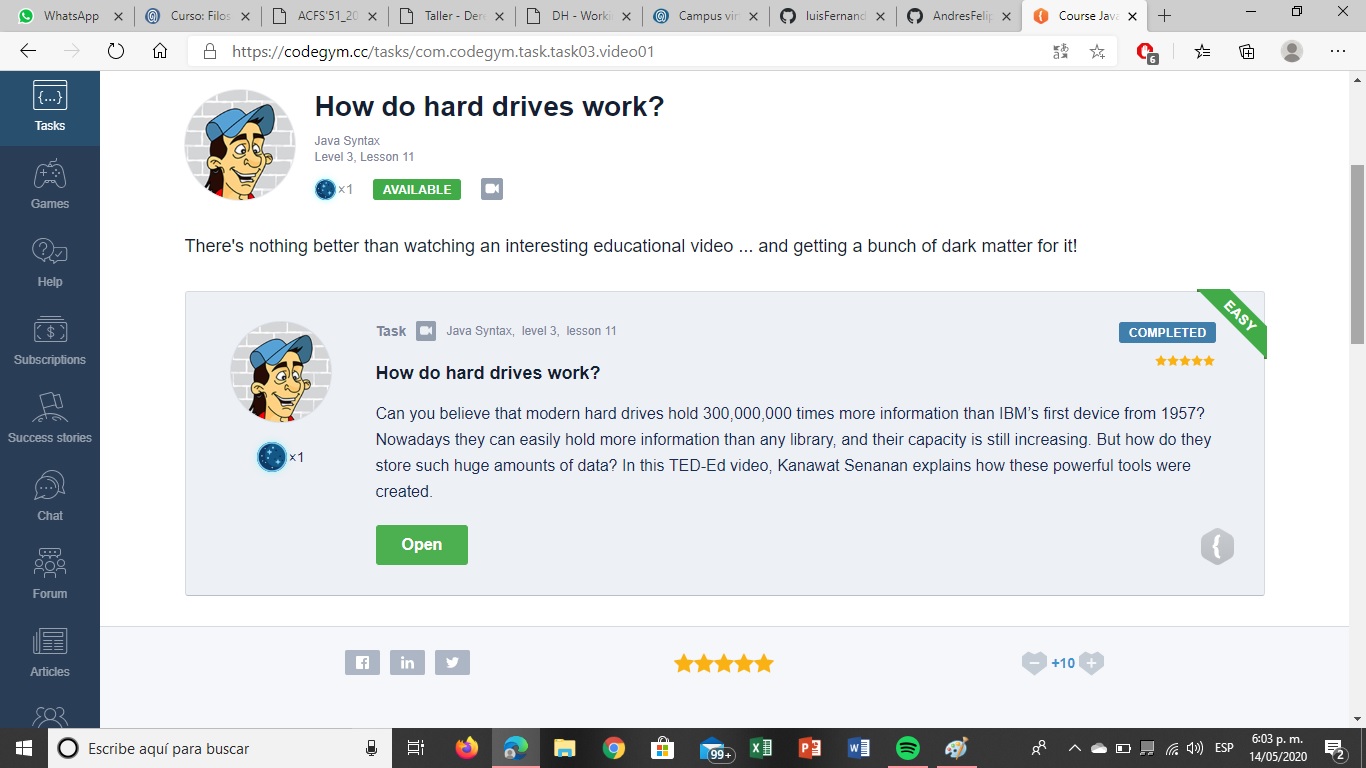 WhatsApp
Curso: Filos
ACFS'51_20
Taller - Dere
DH - Workin
Campus vir
luisFernand
AndresFelip
Course Java
https://codegym.cc/tasks/com.codegym.task.task03.video01
6
Tasks
Games
Help
Subscriptions
Success stories
Chat
Forum
Articles
How do hard drives work?
Java Syntax
Level 3, Lesson 11
×1
AVAILABLE
There's nothing better than watching an interesting educational video ... and getting a bunch of dark matter for it!
EASY
Task
Java Syntax, level 3, lesson 11
COMPLETED
How do hard drives work?
Can you believe that modern hard drives hold 300,000,000 times more information than IBM’s first device from 1957?
Nowadays they can easily hold more information than any library, and their capacity is still increasing. But how do they
store such huge amounts of data? In this TED-Ed video, Kanawat Senanan explains how these powerful tools were
created.
×1
Open
+10
Escribe aquí para buscar
99+
ESP
6:03 p. m.
14/05/2020
2